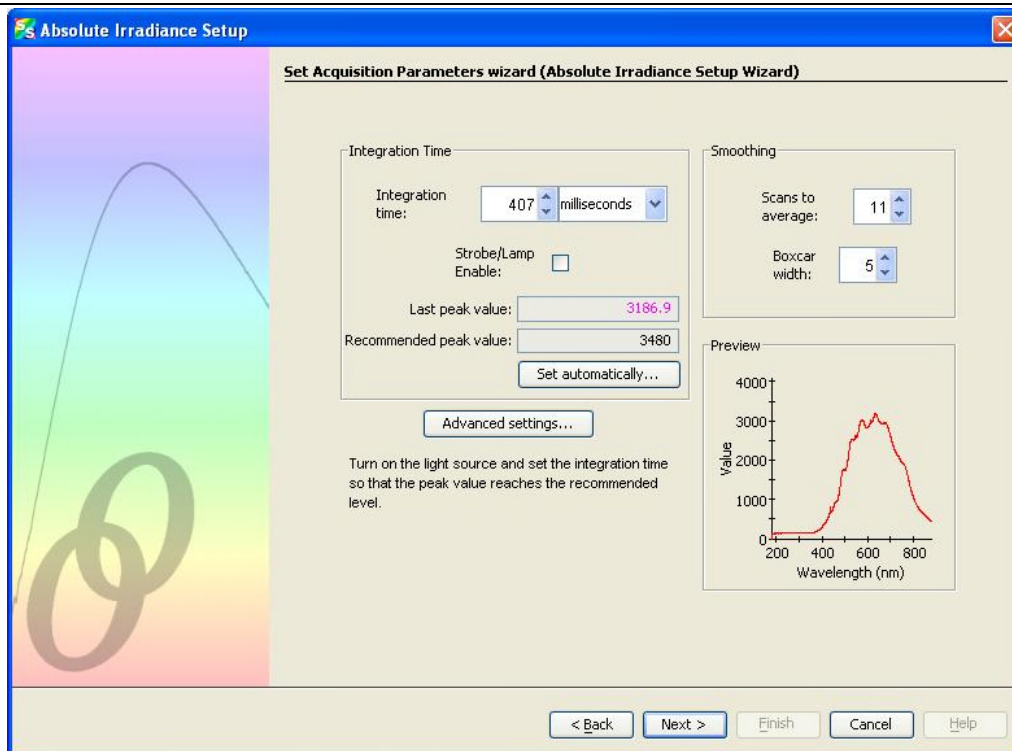 Absolute Irradiance Setup
Set Acquisition Parameters wizard (Absolute Irradiance Setup Wizard)
Integration Time
Integration
time:
407
milliseconds
Strobe/Lamp
Enable:
Last peak value:
3186.9
Recommended peak value:
3480
Set automatically...
Advanced settings...
Turn on the light source and set the integration time
so that the peak value reaches the recommended
level.
Smoothing
Scans to
average:
11
Boxcar
width:
5
Preview
4000
3000
2000
1000
0
Value
200 400 600 800
Wavelength (nm)
< Back
Next >
Finish
Cancel
Help